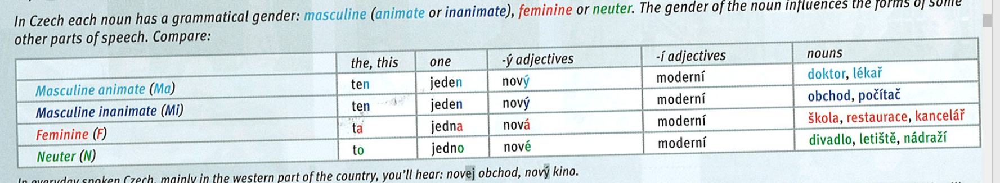 In Czech each noun has a grammatical gender: masculine (animate or inanimate), feminine or neuter. The gender of the noun influences the forms of some
other parts of speech. Compare:
the, this one -ý adjectives -í adjectives nouns
Masculine animate (Ma) ten jeden nový moderní doktor, lékař
Masculine inanimate (Mi) ten jeden nový moderní obchod, počítač
Feminine (F) ta jedna nová moderní škola, restaurace, kancelář
Neuter (N) to jedno nové moderní divadlo, letiště, nádraží
In everyday spoken Czech, mainly in the western part of the country, you'll hear: novej obchod, nový kino.